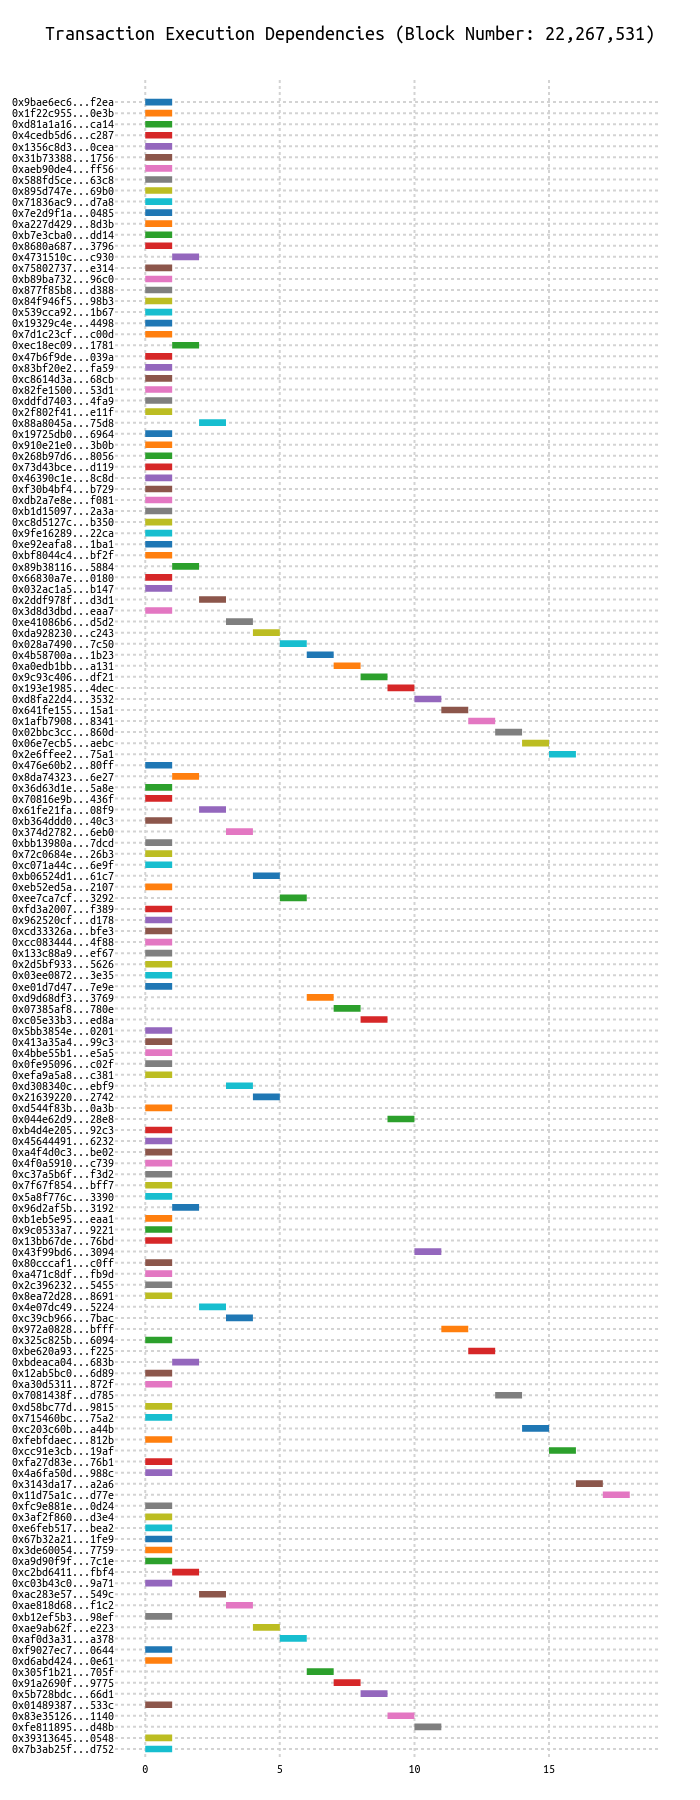 Transaction Execution Dependencies (Block Number: 22,267,531)
0x9bae6ec6...f2ea
0x1f22c955...0e3b
0xd81a1a16...ca14
0x4cedb5d6...c287
0x1356c8d3...0cea
0x31b73388...1756
0xaeb90de4...ff56
0x588fd5ce...63c8
0x895d747e...69b0
0x71836ac9...d7a8
0x7e2d9f1a...0485
0xa227d429...8d3b
0xb7e3cba0...dd14
0x8680a687...3796
0x4731510c...c930
0x75802737...e314
0xb89ba732...96c0
0x877f85b8...d388
0x84f946f5...98b3
0x539cca92...1b67
0x19329c4e...4498
0x7d1c23cf...c00d
0xec18ec09...1781
0x47b6f9de...039a
0x83bf20e2...fa59
0xc8614d3a...68cb
0x82fe1500...53d1
0xddfd7403...4fa9
0x2f802f41...e11f
0x88a8045a...75d8
0x19725db0...6964
0x910e21e0...3b0b
0x268b97d6...8056
0x73d43bce...d119
0x46390c1e...8c8d
0xf30b4bf4...b729
0xdb2a7e8e...f081
0xb1d15097...2a3a
0xc8d5127c...b350
0x9fe16289...22ca
0xe92eafa8...1ba1
0xbf8044c4...bf2f
0x89b38116...5884
0x66830a7e...0180
0x032ac1a5...b147
0x2ddf978f...d3d1
0x3d8d3dbd...eaa7
0xe41086b6...d5d2
0xda928230...c243
0x028a7490...7c50
0x4b58700a...1b23
0xa0edb1bb...a131
0x9c93c406...df21
0x193e1985...4dec
0xd8fa22d4...3532
0x641fe155...15a1
0x1afb7908...8341
0x02bbc3cc...860d
0x06e7ecb5...aebc
0x2e6ffee2...75a1
0x476e60b2...80ff
0x8da74323...6e27
0x36d63d1e...5a8e
0x70816e9b...436f
0x61fe21fa...08f9
0xb364ddd0...40c3
0x374d2782...6eb0
0xbb13980a...7dcd
0x72c0684e...26b3
0xc071a44c...6e9f
0xb06524d1...61c7
0xeb52ed5a...2107
0xee7ca7cf...3292
0xfd3a2007...f389
0x962520cf...d178
0xcd33326a...bfe3
0xcc083444...4f88
0x133c88a9...ef67
0x2d5bf933...5626
0x03ee0872...3e35
0xe01d7d47...7e9e
0xd9d68df3...3769
0x07385af8...780e
0xc05e33b3...ed8a
0x5bb3854e...0201
0x413a35a4...99c3
0x4bbe55b1...e5a5
0x0fe95096...c02f
0xefa9a5a8...c381
0xd308340c...ebf9
0x21639220...2742
0xd544f83b...0a3b
0x044e62d9...28e8
0xb4d4e205...92c3
0x45644491...6232
0xa4f4d0c3...be02
0x4f0a5910...c739
0xc37a5b6f...f3d2
0x7f67f854...bff7
0x5a8f776c...3390
0x96d2af5b...3192
0xb1eb5e95...eaa1
0x9c0533a7...9221
0x13bb67de...76bd
0x43f99bd6...3094
0x80cccaf1...c0ff
0xa471c8df...fb9d
0x2c396232...5455
0x8ea72d28...8691
0x4e07dc49...5224
0xc39cb966...7bac
0x972a0828...bfff
0x325c825b...6094
0xbe620a93...f225
0xbdeaca04...683b
0x12ab5bc0...6d89
0xa30d5311...872f
0x7081438f...d785
0xd58bc77d...9815
0x715460bc...75a2
0xc203c60b...a44b
0xfebfdaec...812b
0xcc91e3cb...19af
0xfa27d83e...76b1
0x4a6fa50d...988c
0x3143da17...a2a6
0x11d75a1c...d77e
0xfc9e881e...0d24
0x3af2f860...d3e4
0xe6feb517...bea2
0x67b32a21...1fe9
0x3de60054...7759
0xa9d90f9f...7c1e
0xc2bd6411...fbf4
0xc03b43c0...9a71
0xac283e57...549c
0xae818d68...f1c2
0xb12ef5b3...98ef
0xae9ab62f...e223
0xaf0d3a31...a378
0xf9027ec7...0644
0xd6abd424...0e61
0x305f1b21...705f
0x91a2690f...9775
0x5b728bdc...66d1
0x01489387...533c
0x83e35126...1140
0xfe811895...d48b
0x39313645...0548
0x7b3ab25f...d752
0 5 10 15